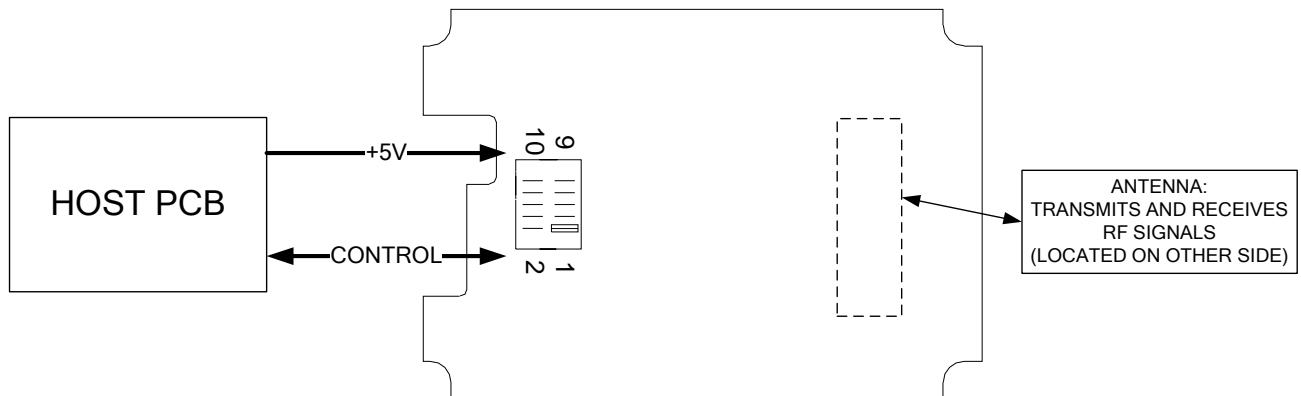 HOST PCB
+5V
CONTROL
10 9
2 1
ANTENNA:
TRANSMITS AND RECEIVES
RF SIGNALS
(LOCATED ON OTHER SIDE)